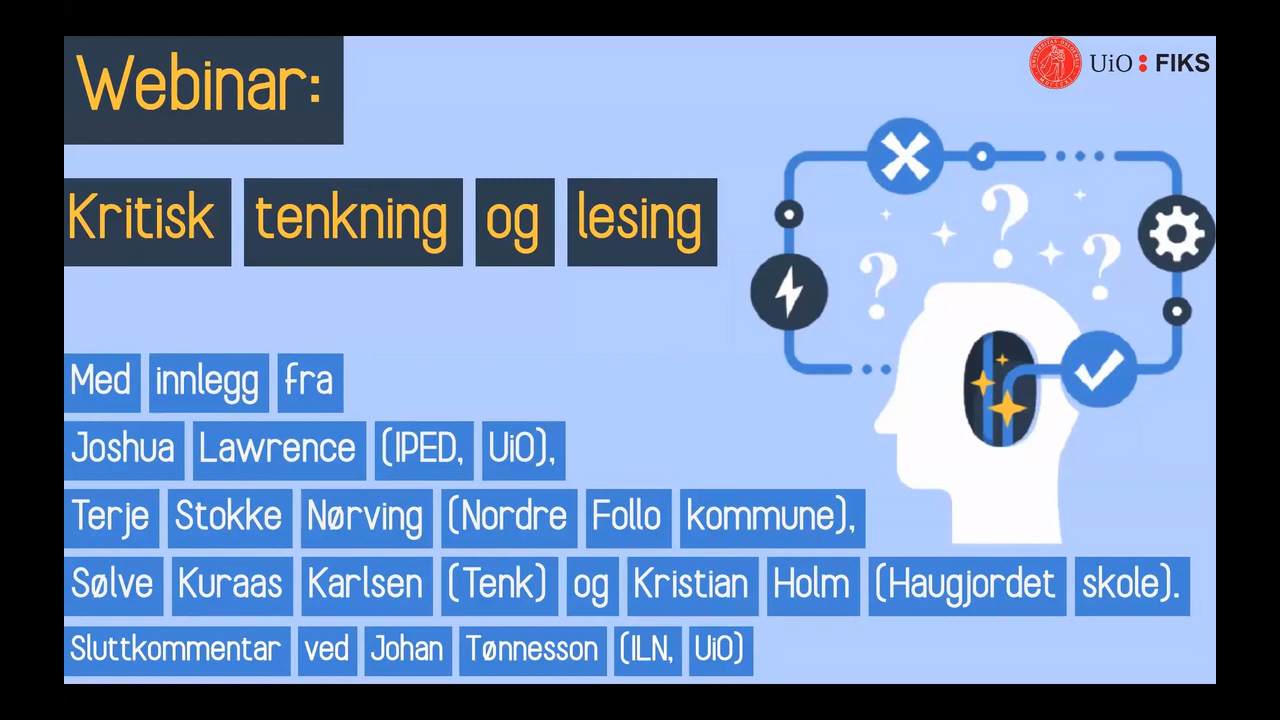 Webinar:
UiO : FIKS
Kritisk tenkning og lesing
Med innlegg fra
Joshua Lawrence (IPED, UiO),
Terje Stokke Nørving (Nordre Follo kommune),
Sølve Kuraas Karlsen (Tenk) og Kristian Holm (Haugjordet skole).
Sluttkommentar ved Johan Tønnesson (ILN, UiO)